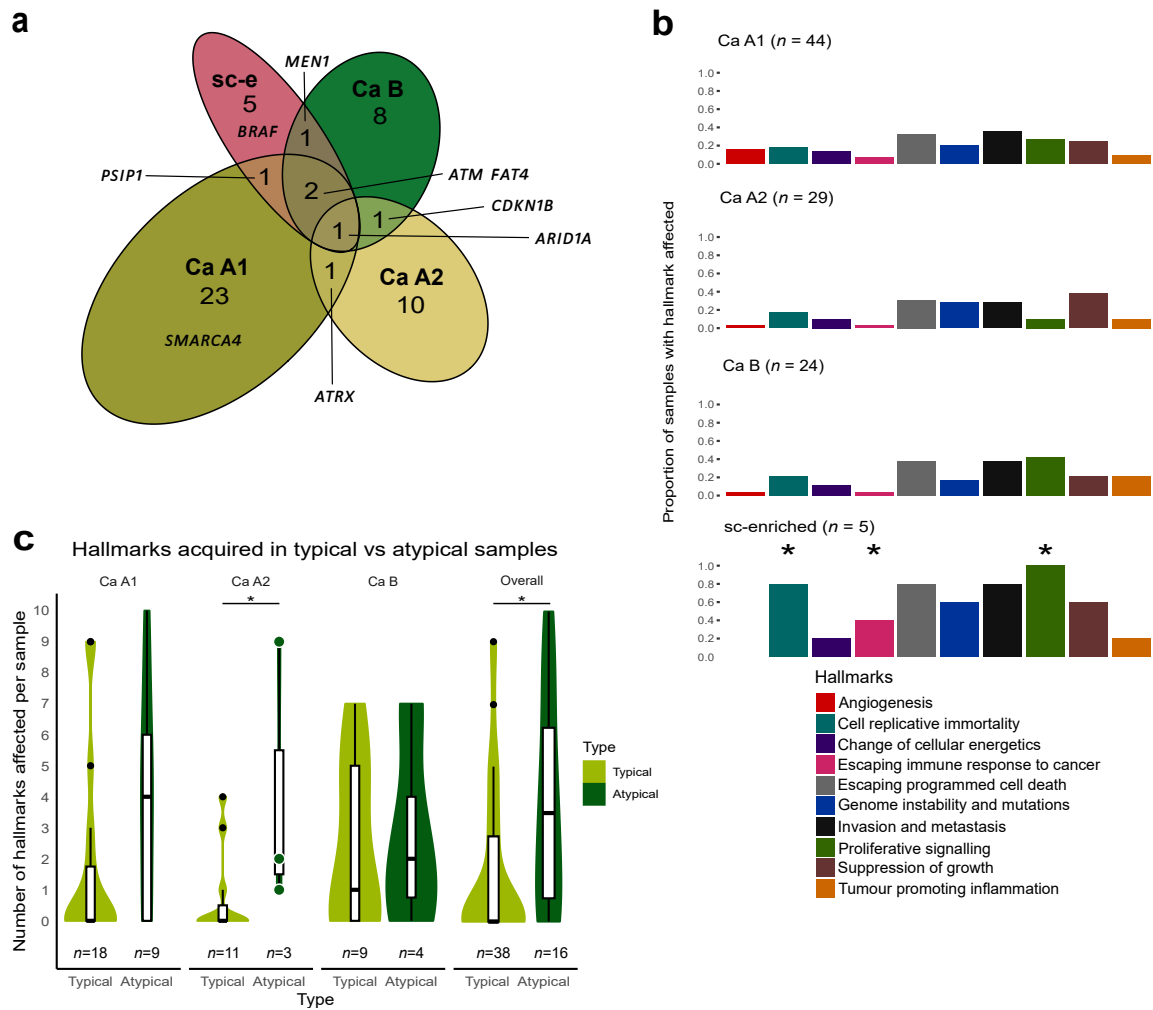 a
sc-e
5
BRAF
MEN1
Ca B
8
1
PSIP1
1
2
ATM FAT4
1
CDKN1B
1
ARID1A
Ca A1
23
1
Ca A2
10
SMARCA4
ATRX
b
Proportion of samples with hallmark affected
Ca A1 (n = 44)
1.0
0.8
0.6
0.4
0.2
0.0
Ca A2 (n = 29)
1.0
0.8
0.6
0.4
0.2
0.0
Ca B (n = 24)
1.0
0.8
0.6
0.4
0.2
0.0
sc-enriched (n = 5)
* * *
1.0
0.8
0.6
0.4
0.2
0.0
Hallmarks
Angiogenesis
Cell replicative immortality
Change of cellular energetics
Escaping immune response to cancer
Escaping programmed cell death
Genome instability and mutations
Invasion and metastasis
Proliferative signalling
Suppression of growth
Tumour promoting inflammation
c
Hallmarks acquired in typical vs atypical samples
Ca A1 Ca A2 Ca B Overall
* *
Number of hallmarks affected per sample
10
9
8
7
6
5
4
3
2
1
0
n=18 n=9 n=11 n=3 n=9 n=4 n=38 n=16
Typical Atypical Typical Atypical Typical Atypical Typical Atypical
Type
Type
Typical
Atypical